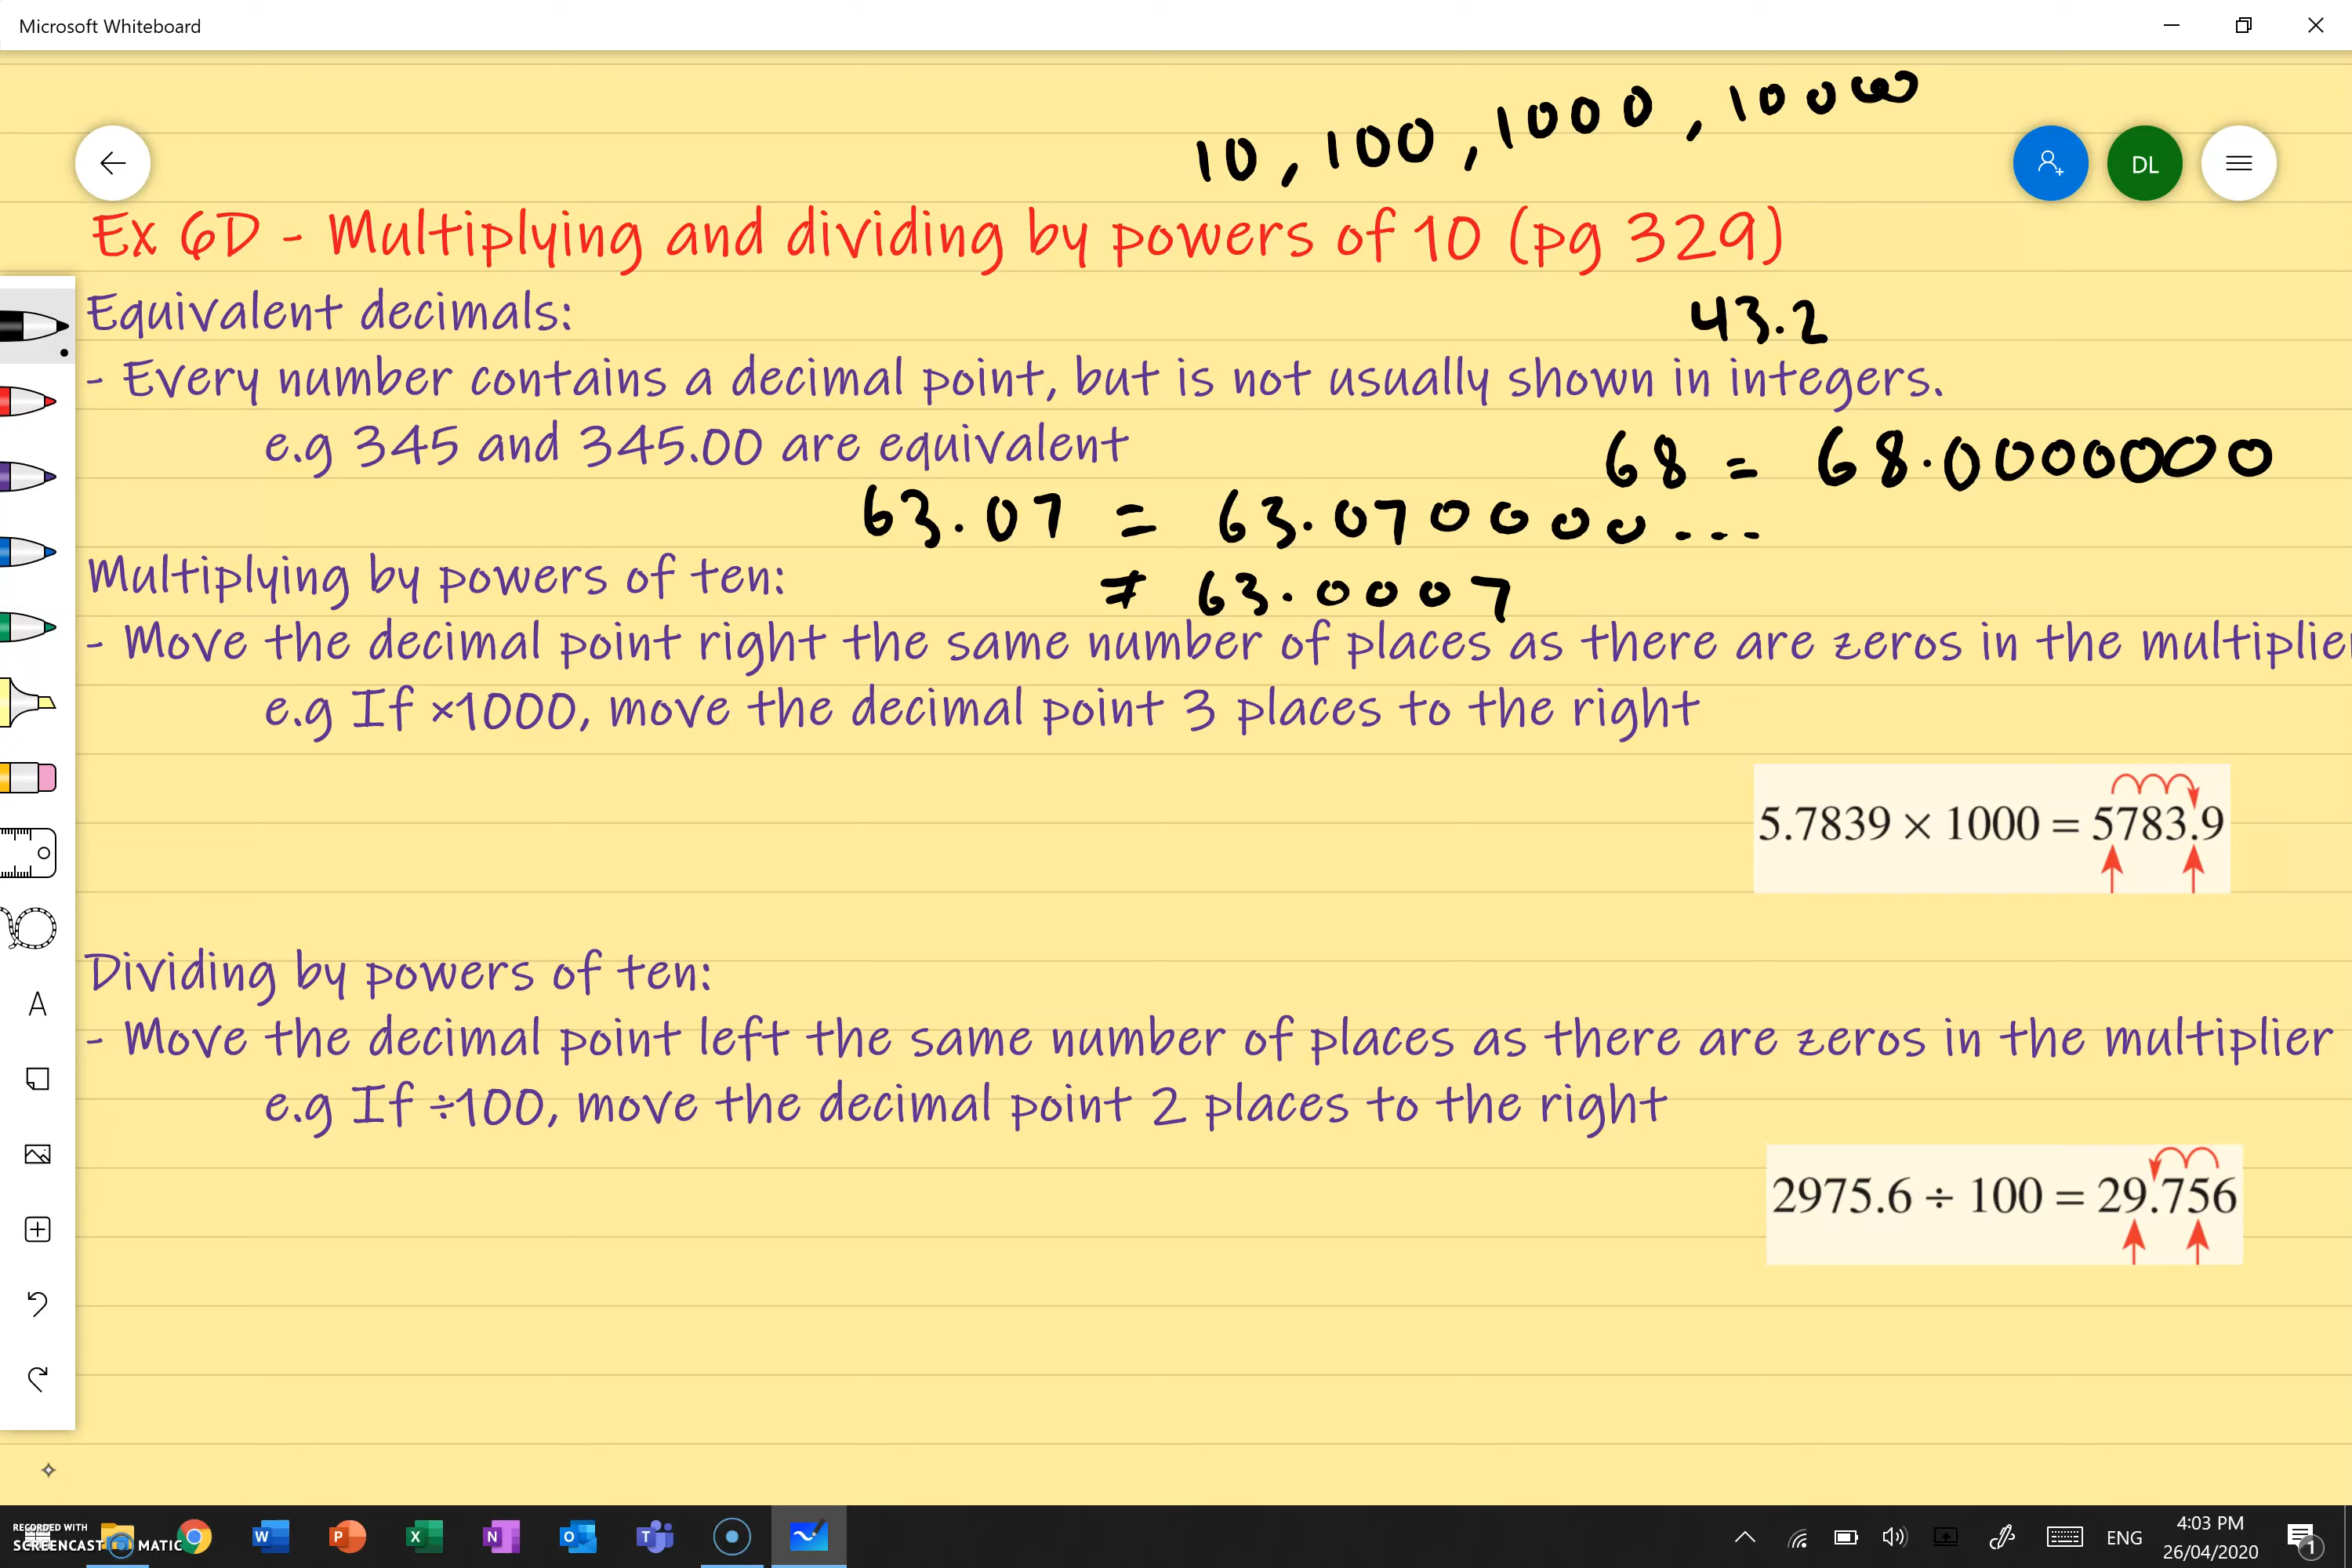 Microsoft Whiteboard
10, 100, 1000, 10000
DL
Ex 6D - Multiplying and dividing by powers of 10 (pg 329)
Equivalent decimals:
43.2
- Every number contains a decimal point, but is not usually shown in integers.
e.g 345 and 345.00 are equivalent
68 = 68.0000000
63.07 = 63.070000...
Multiplying by powers of ten:
≠ 63.0007
- Move the decimal point right the same number of places as there are zeros in the multiplie
e.g If ×1000, move the decimal point 3 places to the right
5.7839 × 1000 = 5783.9
Dividing by powers of ten:
- Move the decimal point left the same number of places as there are zeros in the multiplier
e.g If ÷100, move the decimal point 2 places to the right
2975.6 ÷ 100 = 29.756
A
RECORDED WITH
SCREENCAST MATIC
ENG
4:03 PM
26/04/2020
1